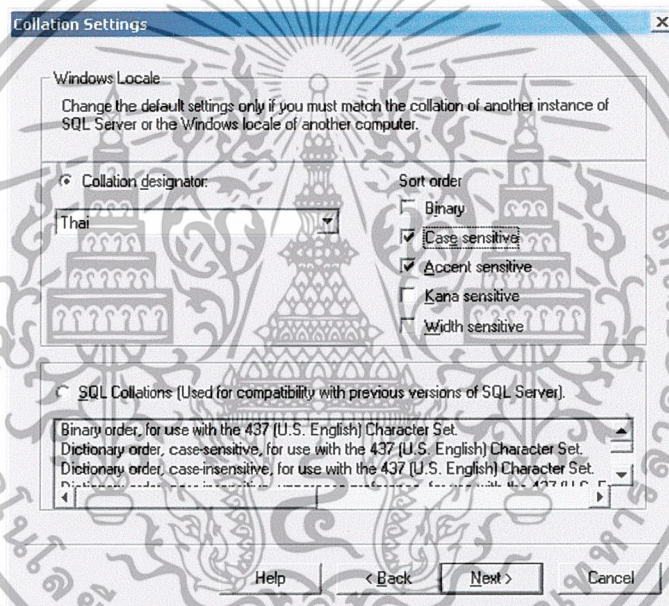 Collation Settings
Windows Locale
Change the default settings only if you must match the collation of another instance of
SQL Server or the Windows locale of another computer.
Collation designator:
Thai
Sort order
Binary
Case sensitive
Accent sensitive
Kana sensitive
Width sensitive
SQL Collations (Used for compatibility with previous versions of SQL Server).
Binary order, for use with the 437 (U.S. English) Character Set.
Dictionary order, case-sensitive, for use with the 437 (U.S. English) Character Set.
Dictionary order, case-insensitive, for use with the 437 (U.S. English) Character Set.
Help
< Back
Next >
Cancel